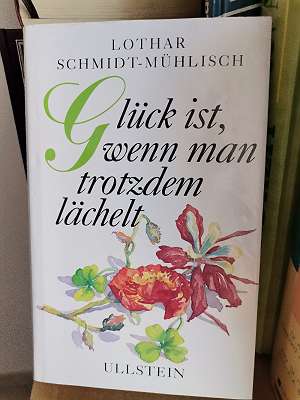 LOTHAR
SCHMIDT-MÜHLISCH
Glück ist,
wenn man
trotzdem
lächelt
ULLSTEIN